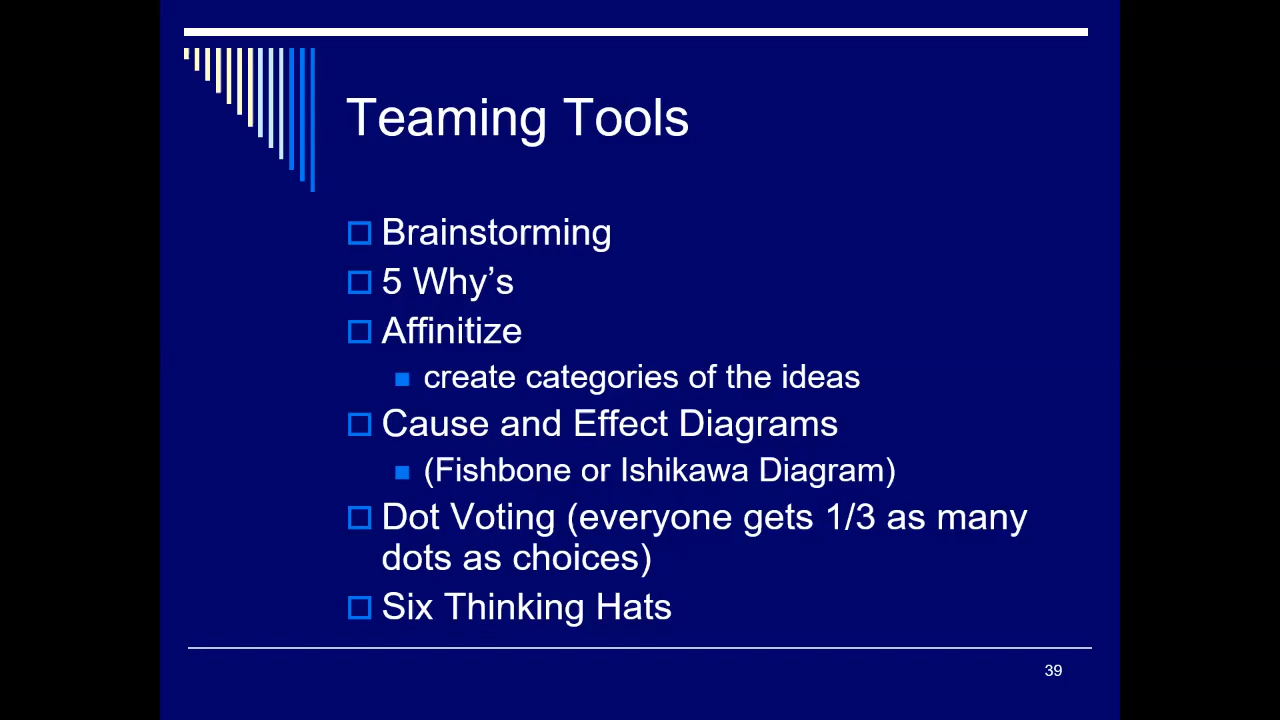 Teaming Tools
Brainstorming
5 Why’s
Affinitize
create categories of the ideas
Cause and Effect Diagrams
(Fishbone or Ishikawa Diagram)
Dot Voting (everyone gets 1/3 as many
dots as choices)
Six Thinking Hats
39